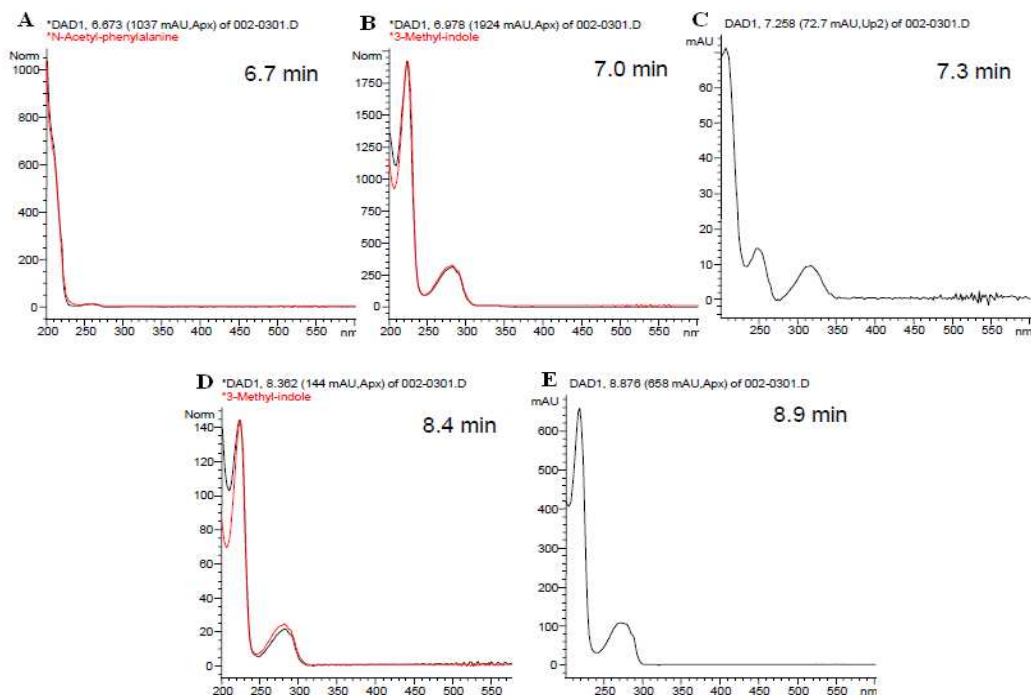 A
*DAD1, 6.673 (1037 mAU,Apx) of 002-0301.D
*N-Acetyl-phenylalanine
Norm
6.7 min
1000
800
600
400
200
0
200 250 300 350 400 450 500 550 nm
B
*DAD1, 6.978 (1924 mAU,Apx) of 002-0301.D
*3-Methyl-indole
Norm
7.0 min
1750
1500
1250
1000
750
500
250
0
200 250 300 350 400 450 500 550 nm
C
DAD1, 7.258 (72.7 mAU,Up2) of 002-0301.D
mAU
7.3 min
70
60
50
40
30
20
10
0
250 300 350 400 450 500 550 nm
D
*DAD1, 8.362 (144 mAU,Apx) of 002-0301.D
*3-Methyl-indole
Norm
8.4 min
140
120
100
80
60
40
20
0
200 250 300 350 400 450 500 550 nm
E
DAD1, 8.876 (658 mAU,Apx) of 002-0301.D
mAU
8.9 min
600
500
400
300
200
100
0
250 300 350 400 450 500 550 nm